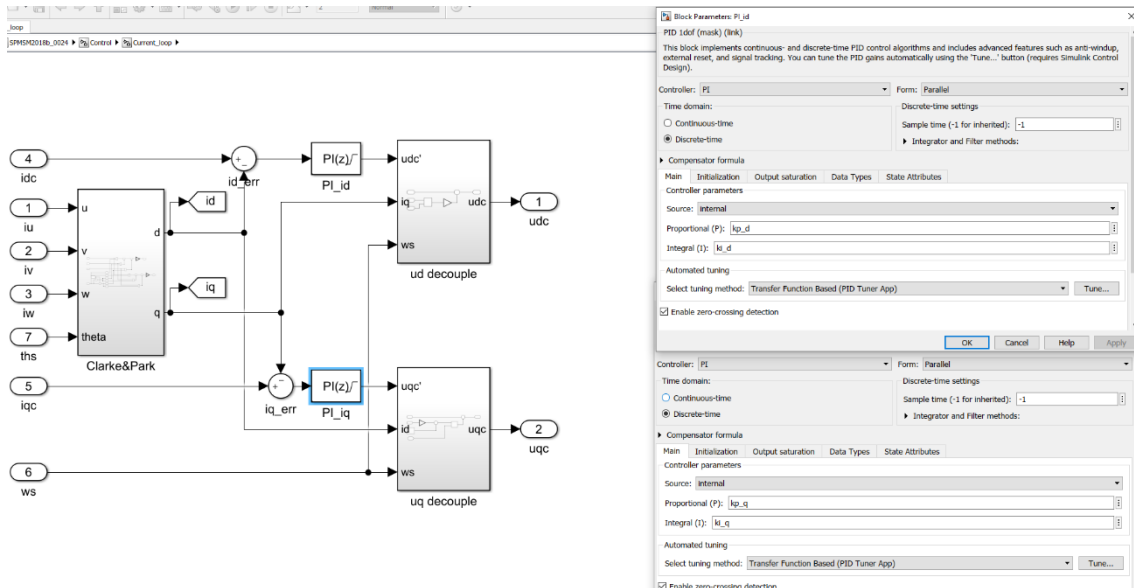 _loop
SPMSM2018b_0024 Control Current_loop
4
idc
id_err
PI(z)
PI_id
udc'
iq
ws
udc
ud decouple
1
udc
1
iu
2
iv
3
iw
7
ths
u
v
w
theta
d
q
Clarke&Park
id
iq
5
iqc
iq_err
PI(z)
PI_iq
uqc'
id
ws
uqc
uq decouple
2
uqc
6
ws
Block Parameters: PI_id
PID 1dof (mask) (link)
This block implements continuous- and discrete-time PID control algorithms and includes advanced features such as anti-windup,
external reset, and signal tracking. You can tune the PID gains automatically using the 'Tune...' button (requires Simulink Control
Design).
Controller: PI Form: Parallel
Time domain: Discrete-time settings
Continuous-time Sample time (-1 for inherited): -1
Discrete-time Integrator and Filter methods:
Compensator formula
Main Initialization Output saturation Data Types State Attributes
Controller parameters
Source: internal
Proportional (P): kp_d
Integral (I): ki_d
Automated tuning
Select tuning method: Transfer Function Based (PID Tuner App) Tune...
Enable zero-crossing detection
OK Cancel Help Apply
Controller: PI Form: Parallel
Time domain: Discrete-time settings
Continuous-time Sample time (-1 for inherited): -1
Discrete-time Integrator and Filter methods:
Compensator formula
Main Initialization Output saturation Data Types State Attributes
Controller parameters
Source: internal
Proportional (P): kp_q
Integral (I): ki_q
Automated tuning
Select tuning method: Transfer Function Based (PID Tuner App) Tune...
Enable zero-crossing detection